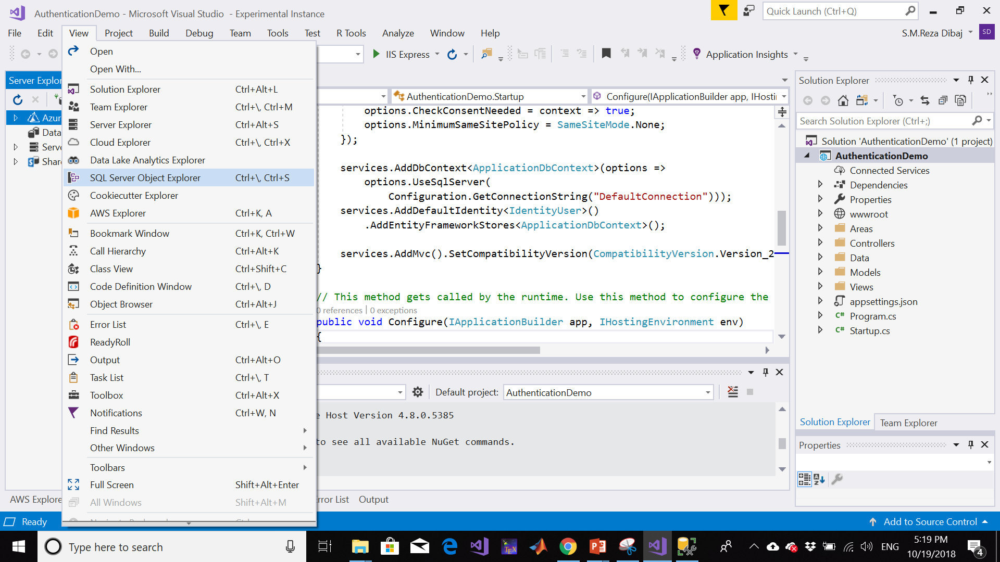 AuthenticationDemo - Microsoft Visual Studio - Experimental Instance
Quick Launch (Ctrl+Q)
File Edit View Project Build Debug Team Tools Test R Tools Analyze Window Help
S.M.Reza Dibaj SD
IIS Express
Application Insights
Server Explor
Azur
Data
Serve
Share
Open
Open With...
Solution Explorer Ctrl+Alt+L
Team Explorer Ctrl+\, Ctrl+M
Server Explorer Ctrl+Alt+S
Cloud Explorer Ctrl+\, Ctrl+X
Data Lake Analytics Explorer
SQL Server Object Explorer Ctrl+\, Ctrl+S
Cookiecutter Explorer
AWS Explorer Ctrl+K, A
Bookmark Window Ctrl+K, Ctrl+W
Call Hierarchy Ctrl+Alt+K
Class View Ctrl+Shift+C
Code Definition Window Ctrl+\, D
Object Browser Ctrl+Alt+J
Error List Ctrl+\, E
ReadyRoll
Output Ctrl+Alt+O
Task List Ctrl+\, T
Toolbox Ctrl+Alt+X
Notifications Ctrl+W, N
Find Results
Other Windows
Toolbars
Full Screen Shift+Alt+Enter
All Windows Shift+Alt+M
AuthenticationDemo.Startup
Configure(IApplicationBuilder app, IHosti
options.CheckConsentNeeded = context => true;
options.MinimumSameSitePolicy = SameSiteMode.None;
});
services.AddDbContext<ApplicationDbContext>(options =>
options.UseSqlServer(
Configuration.GetConnectionString("DefaultConnection")));
services.AddDefaultIdentity<IdentityUser>()
.AddEntityFrameworkStores<ApplicationDbContext>();
services.AddMvc().SetCompatibilityVersion(CompatibilityVersion.Version_2
}
// This method gets called by the runtime. Use this method to configure the
0 references | 0 exceptions
public void Configure(IApplicationBuilder app, IHostingEnvironment env)
{
Default project: AuthenticationDemo
e Host Version 4.8.0.5385
to see all available NuGet commands.
AWS Explore
rror List Output
Solution Explorer
Search Solution Explorer (Ctrl+;)
Solution 'AuthenticationDemo' (1 project)
AuthenticationDemo
Connected Services
Dependencies
Properties
wwwroot
Areas
Controllers
Data
Models
Views
appsettings.json
C# Program.cs
C# Startup.cs
Solution Explorer Team Explorer
Properties
Ready
Add to Source Control
Type here to search
ENG
5:19 PM
10/19/2018
4